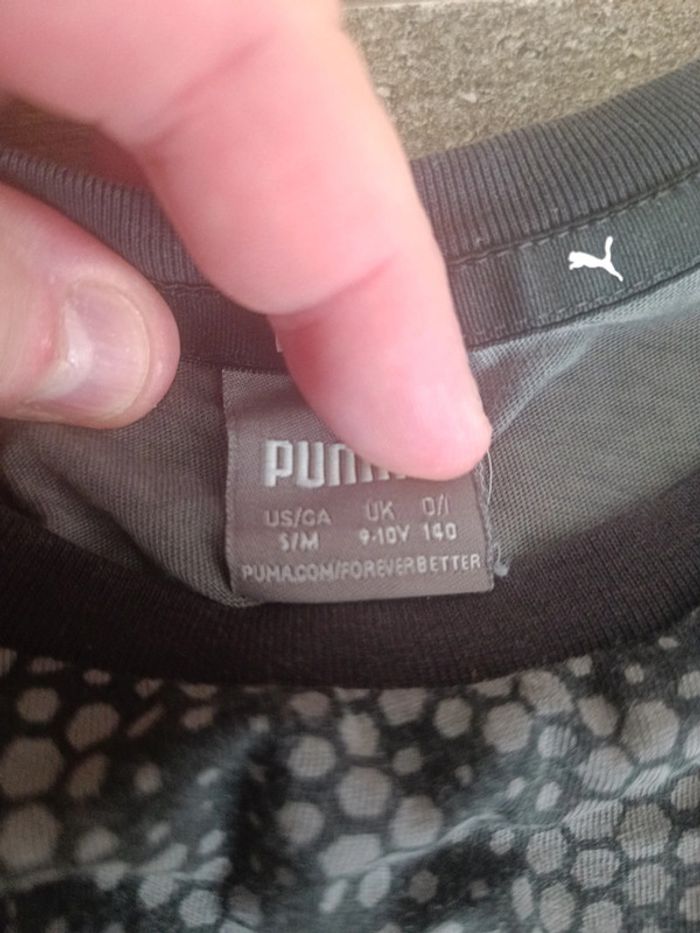 PUM
US/CA UK D/I
S/M 9-10Y 140
PUMA.COM/FOREVERBETTER